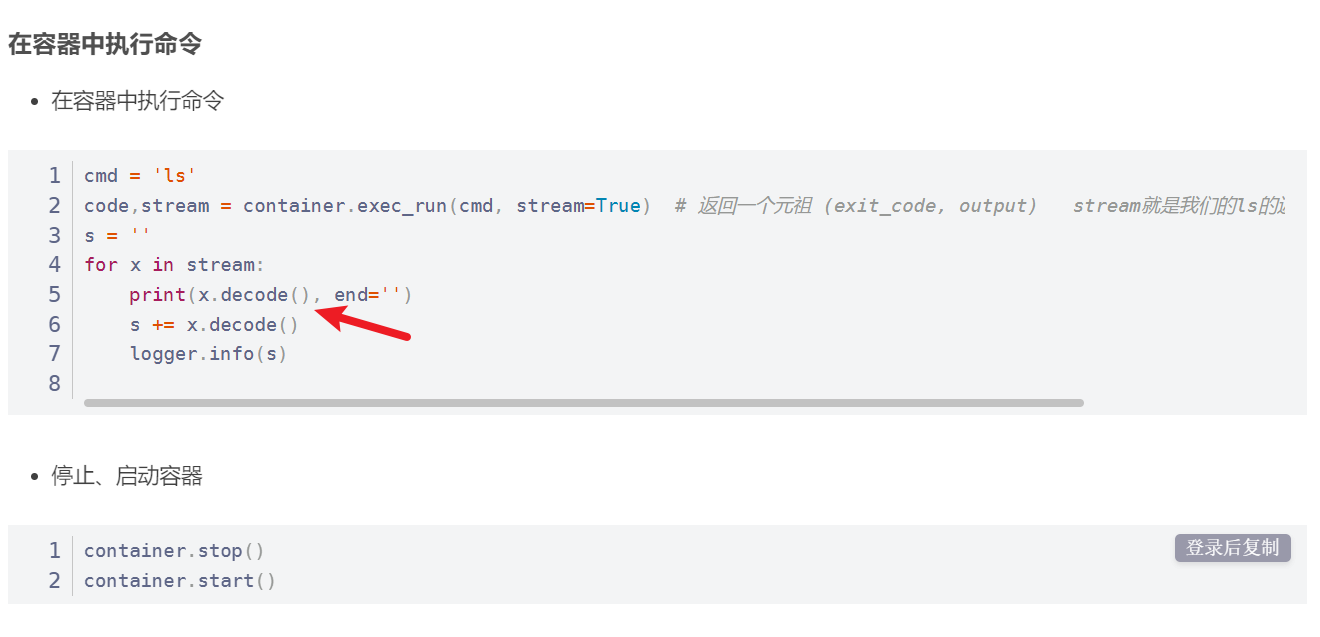 在容器中执行命令
• 在容器中执行命令
1 cmd = 'ls'
2 code,stream = container.exec_run(cmd, stream=True)  # 返回一个元祖 (exit_code, output)   stream就是我们的ls的
3 s = ''
4 for x in stream:
5     print(x.decode(), end='')
6     s += x.decode()
7     logger.info(s)
8
• 停止、启动容器
1 container.stop()
登录后复制
2 container.start()